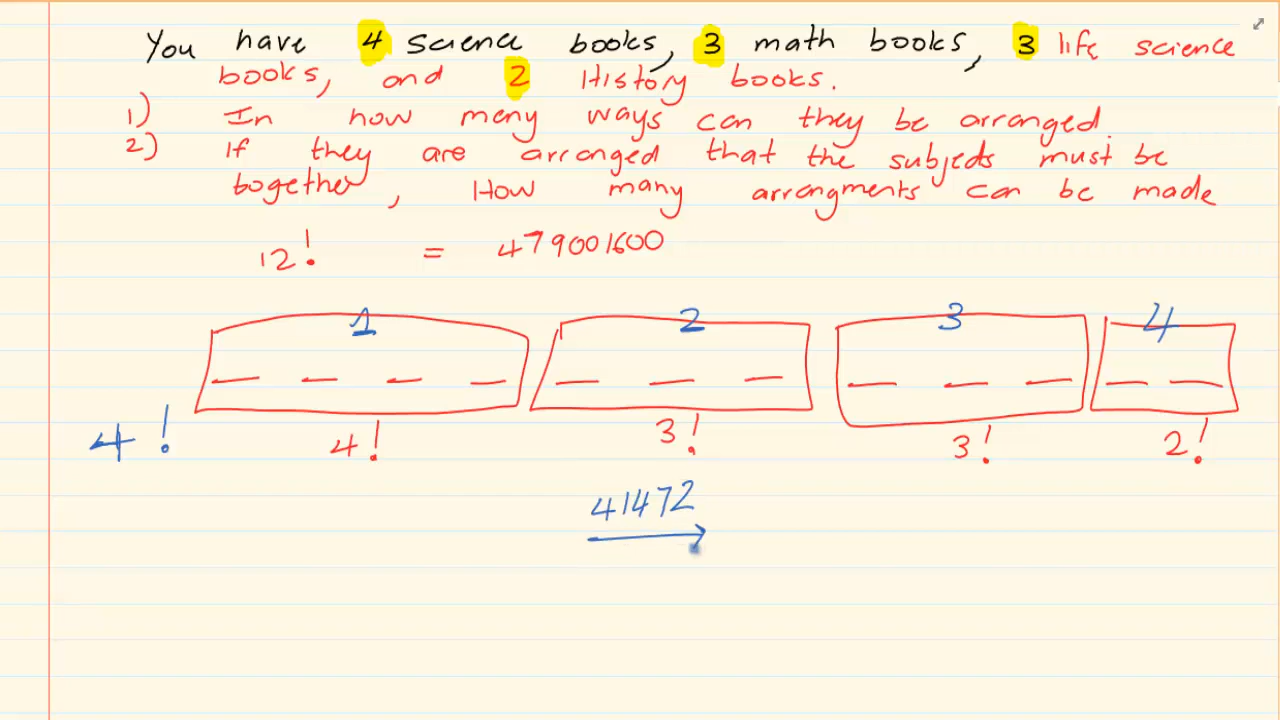 You have 4 science books, 3 math books, 3 life science
books, and 2 History books.
1) In how meny ways can they be arranged.
2) If they are arranged that the subjects must be
together, How many arrangments can be made
12! = 479001600
1 2 3 4
4! 4! 3! 3! 2!
41472